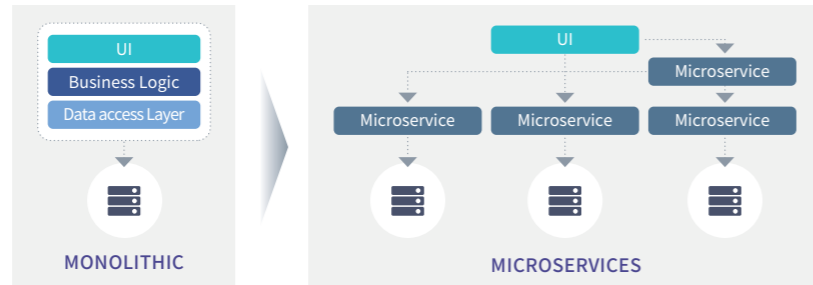 UI
Business Logic
Data access Layer
MONOLITHIC
UI
Microservice
Microservice
Microservice
Microservice
MICROSERVICES